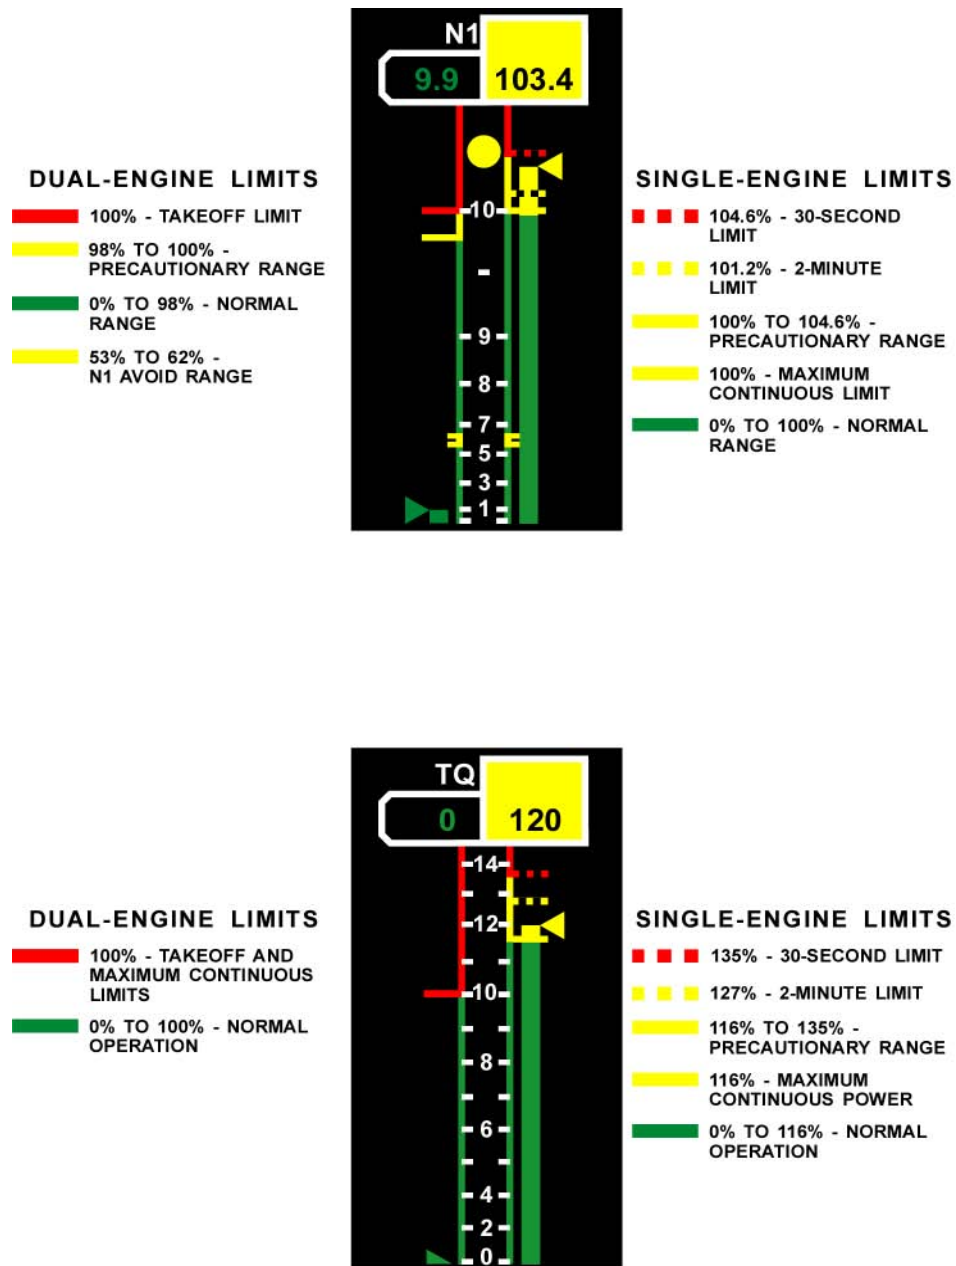 N1
9.9 103.4
DUAL-ENGINE LIMITS
100% - TAKEOFF LIMIT
98% TO 100% -
PRECAUTIONARY RANGE
0% TO 98% - NORMAL
RANGE
53% TO 62% -
N1 AVOID RANGE
10
9
8
7
5
3
1
SINGLE-ENGINE LIMITS
104.6% - 30-SECOND
LIMIT
101.2% - 2-MINUTE
LIMIT
100% TO 104.6% -
PRECAUTIONARY RANGE
100% - MAXIMUM
CONTINUOUS LIMIT
0% TO 100% - NORMAL
RANGE
TQ
0 120
DUAL-ENGINE LIMITS
100% - TAKEOFF AND
MAXIMUM CONTINUOUS
LIMITS
0% TO 100% - NORMAL
OPERATION
14
12
10
8
6
4
2
0
SINGLE-ENGINE LIMITS
135% - 30-SECOND LIMIT
127% - 2-MINUTE LIMIT
116% TO 135% -
PRECAUTIONARY RANGE
116% - MAXIMUM
CONTINUOUS POWER
0% TO 116% - NORMAL
OPERATION